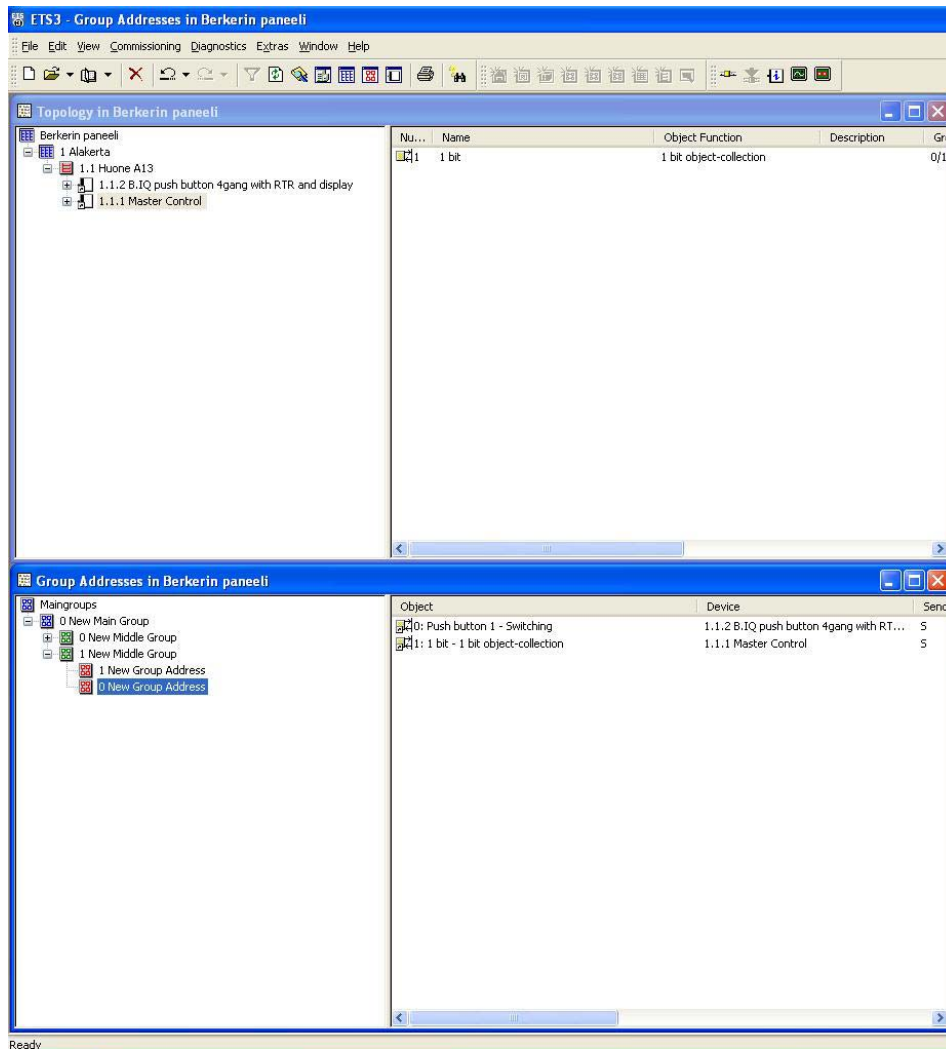 ETS3 - Group Addresses in Berkerin paneeli
File Edit View Commissioning Diagnostics Extras Window Help
Topology in Berkerin paneeli
Berkerin paneeli
1 Alakerta
1.1 Huone A13
1.1.2 B.IQ push button 4gang with RTR and display
1.1.1 Master Control
Nu... Name Object Function Description Gr
1 1 bit 1 bit object-collection 0/1
Group Addresses in Berkerin paneeli
Maingroups
0 New Main Group
0 New Middle Group
1 New Middle Group
1 New Group Address
0 New Group Address
Object Device Send
0: Push button 1 - Switching 1.1.2 B.IQ push button 4gang with RT... S
1: 1 bit - 1 bit object-collection 1.1.1 Master Control S
Ready